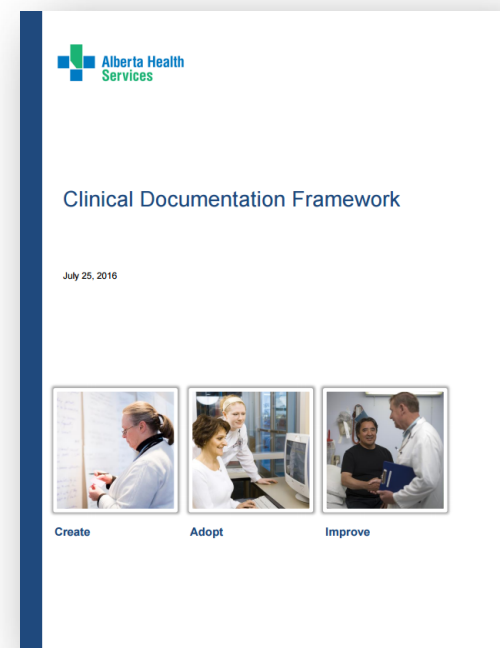 Alberta Health
Services
Clinical Documentation Framework
July 25, 2016
Create
Adopt
Improve